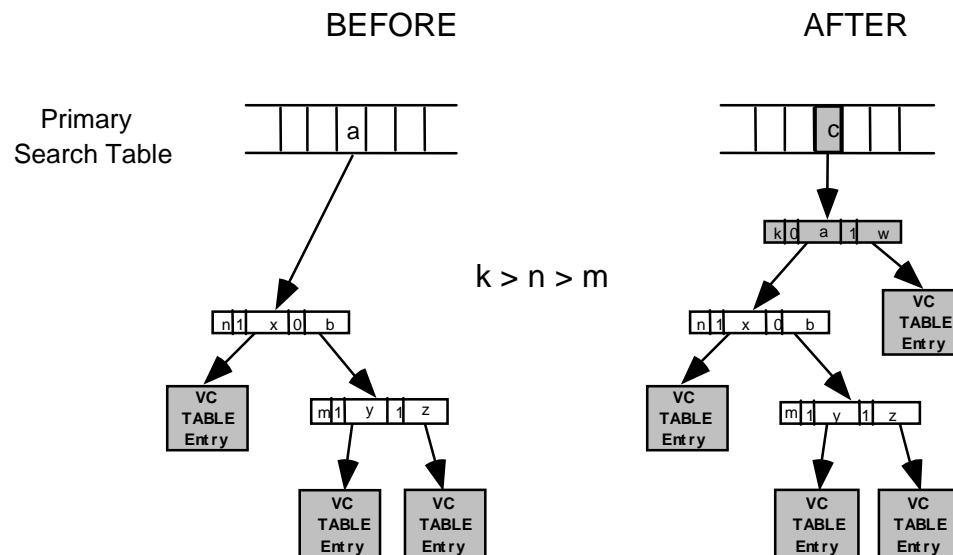 BEFORE
AFTER
Primary
Search Table
a
c
k 0 a 1 w
k > n > m
n 1 x 0 b
n 1 x 0 b
VC
TABLE
Entry
VC
TABLE
Entry
m 1 y 1 z
VC
TABLE
Entry
m 1 y 1 z
VC
TABLE
Entry
VC
TABLE
Entry
VC
TABLE
Entry
VC
TABLE
Entry